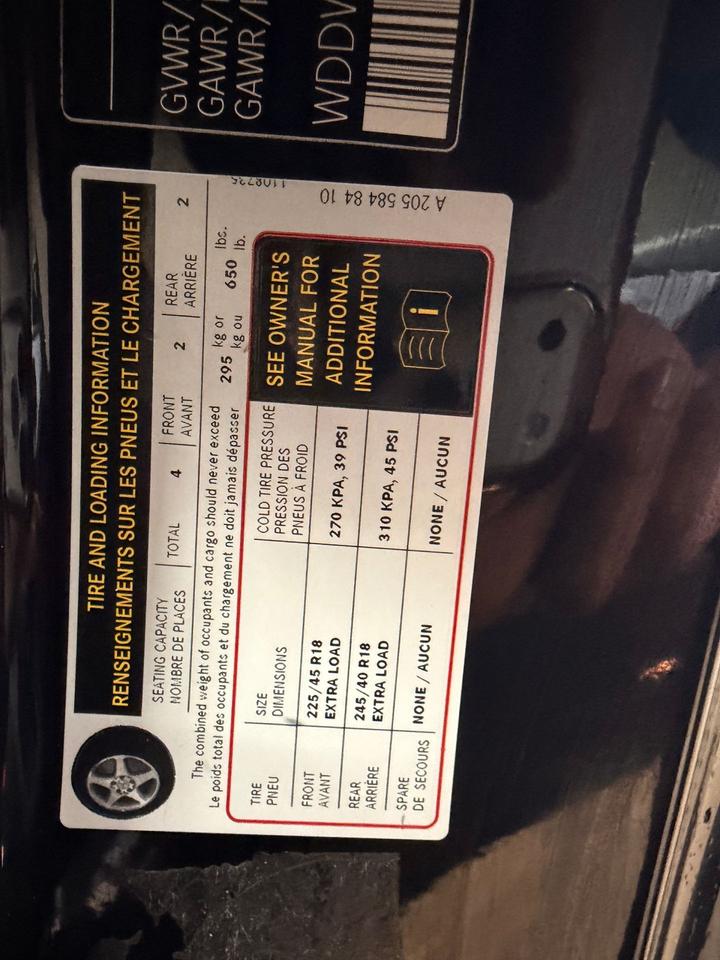 GVWR/
GAWR/
GAWR/
WDDV
TIRE AND LOADING INFORMATION
RENSEIGNEMENTS SUR LES PNEUS ET LE CHARGEMENT
SEATING CAPACITY TOTAL 4 FRONT 2 REAR 2
NOMBRE DE PLACES AVANT ARRIÈRE
The combined weight of occupants and cargo should never exceed 295 kg or 650 lbs.
Le poids total des occupants et du chargement ne doit jamais dépasser kg ou lb.
TIRE SIZE COLD TIRE PRESSURE
PNEU DIMENSIONS PRESSION DES
PNEUS À FROID
FRONT 225/45 R18 270 KPA, 39 PSI
AVANT EXTRA LOAD
REAR 245/40 R18 310 KPA, 45 PSI
ARRIÈRE EXTRA LOAD
SPARE NONE / AUCUN NONE / AUCUN
DE SECOURS
SEE OWNER'S
MANUAL FOR
ADDITIONAL
INFORMATION
i
1108735
A 205 584 84 10